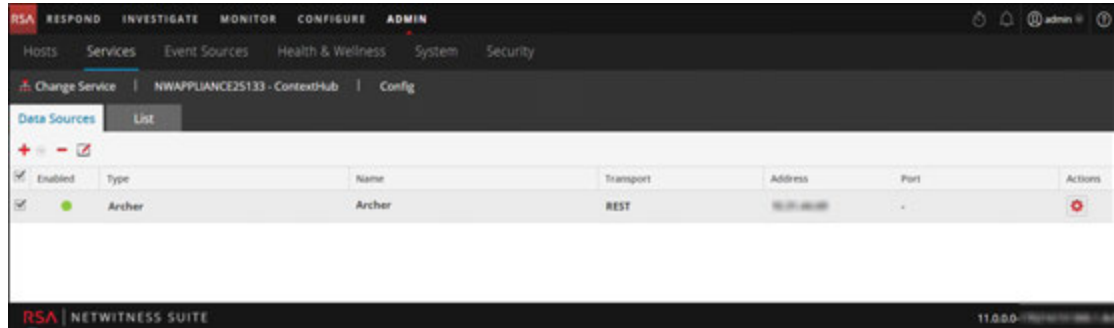 RSA RESPOND INVESTIGATE MONITOR CONFIGURE ADMIN admin
Hosts Services Event Sources Health & Wellness System Security
Change Service | NWAPPLIANCE25133 - ContextHub | Config
Data Sources List
Enabled Type Name Transport Address Port Actions
Archer Archer REST -
RSA | NETWITNESS SUITE 11.0.0.0-